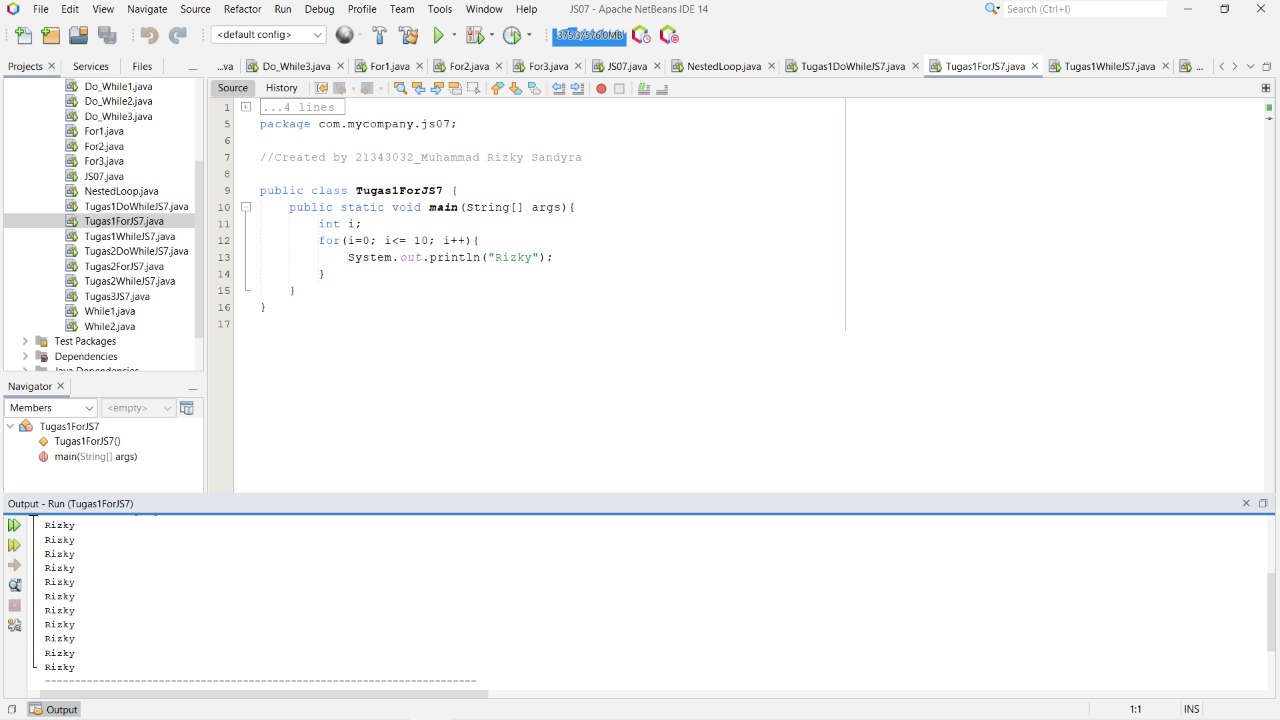 File Edit View Navigate Source Refactor Run Debug Profile Team Tools Window Help JS07 - Apache NetBeans IDE 14 Search (Ctrl+I)
<default config> 375.3/576.0MB
Projects Services Files ...va Do_While3.java For1.java For2.java For3.java JS07.java NestedLoop.java Tugas1DoWhileJS7.java Tugas1ForJS7.java Tugas1WhileJS7.java ...
Source History
Do_While1.java
Do_While2.java
Do_While3.java
For1.java
For2.java
For3.java
JS07.java
NestedLoop.java
Tugas1DoWhileJS7.java
Tugas1ForJS7.java
Tugas1WhileJS7.java
Tugas2DoWhileJS7.java
Tugas2ForJS7.java
Tugas2WhileJS7.java
Tugas3JS7.java
While1.java
While2.java
Test Packages
Dependencies
Java Dependencies
Navigator
Members <empty>
Tugas1ForJS7
Tugas1ForJS7()
main(String[] args)
1 ...4 lines
5 package com.mycompany.js07;
6
7 //Created by 21343032_Muhammad Rizky Sandyra
8
9 public class Tugas1ForJS7 {
10 public static void main(String[] args){
11 int i;
12 for(i=0; i<= 10; i++){
13 System.out.println("Rizky");
14 }
15 }
16 }
17
Output - Run (Tugas1ForJS7)
Rizky
Rizky
Rizky
Rizky
Rizky
Rizky
Rizky
Rizky
Rizky
Rizky
Rizky
------------------------------------------------------------------------
Output 1:1 INS